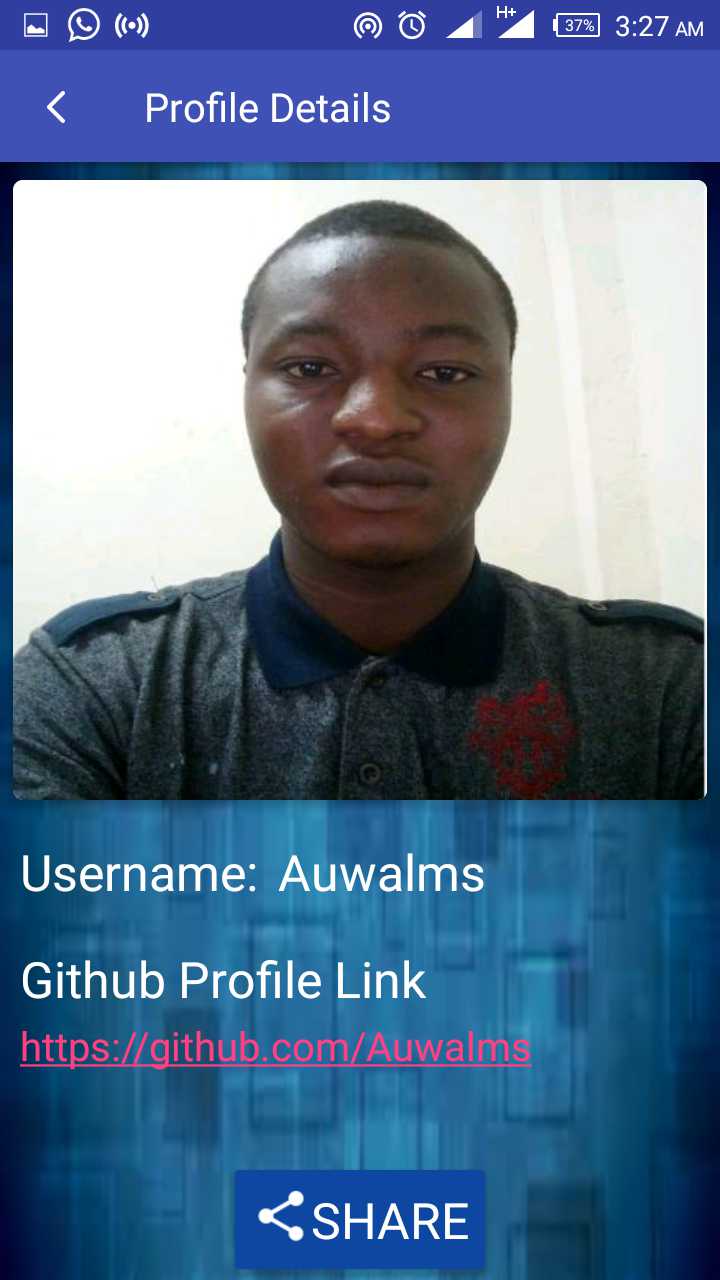 H+
37% 3:27 AM
Profile Details
Username: Auwalms
Github Profile Link
https://github.com/Auwalms
SHARE